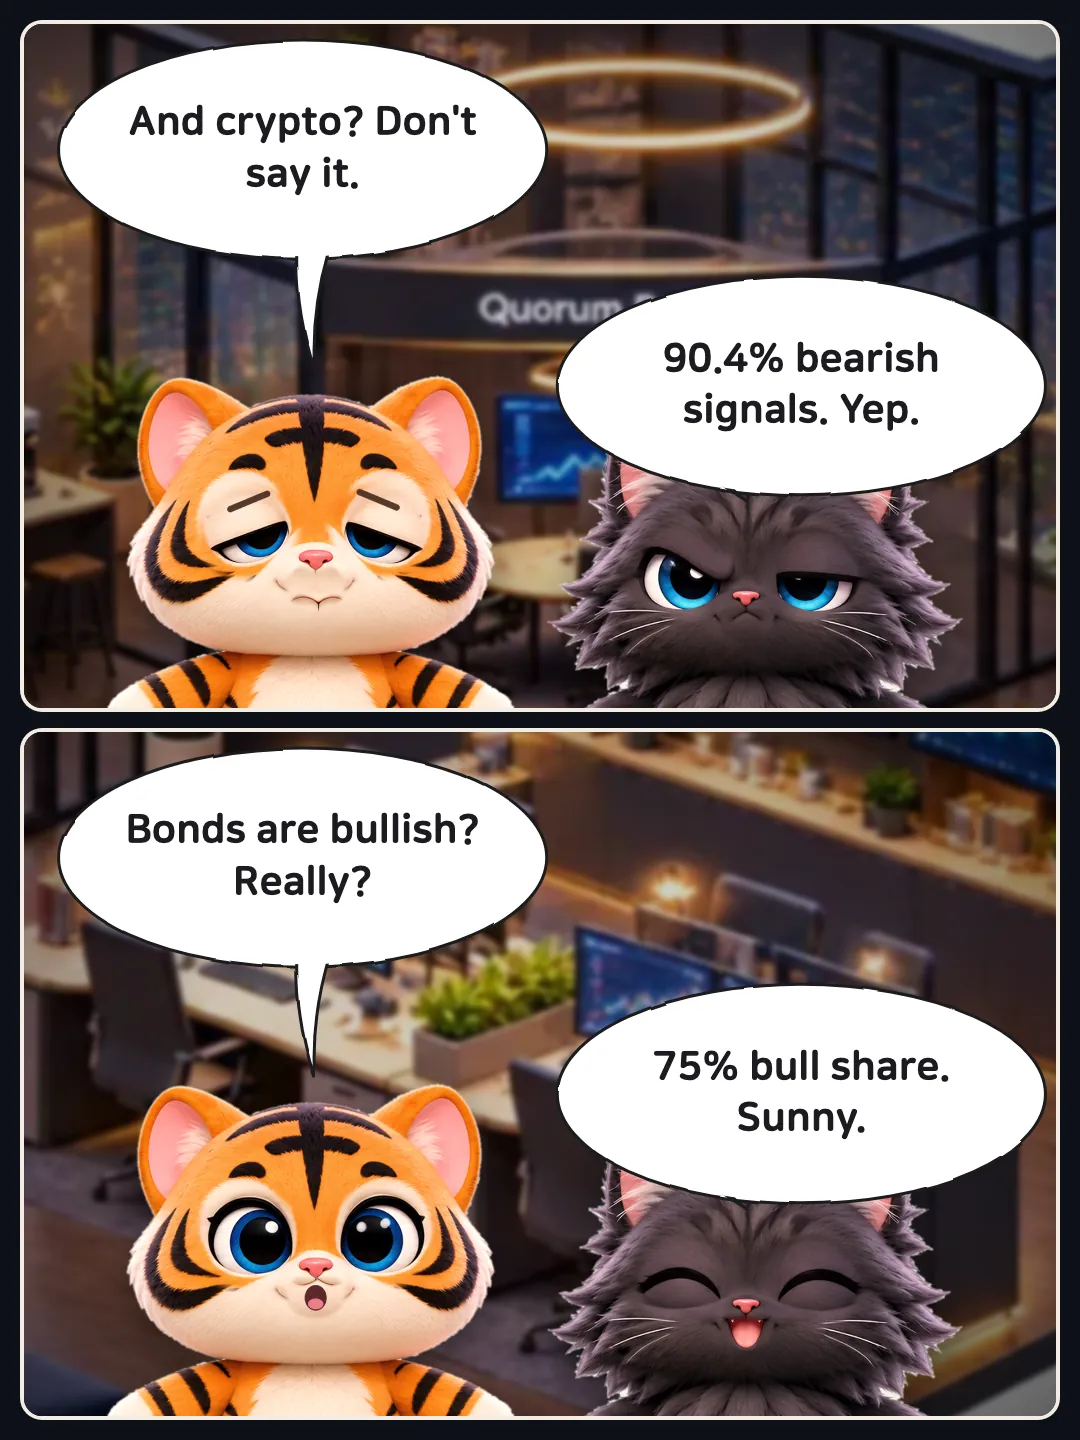 And crypto? Don't
say it.
Quorum
90.4% bearish
signals. Yep.
Bonds are bullish?
Really?
75% bull share.
Sunny.